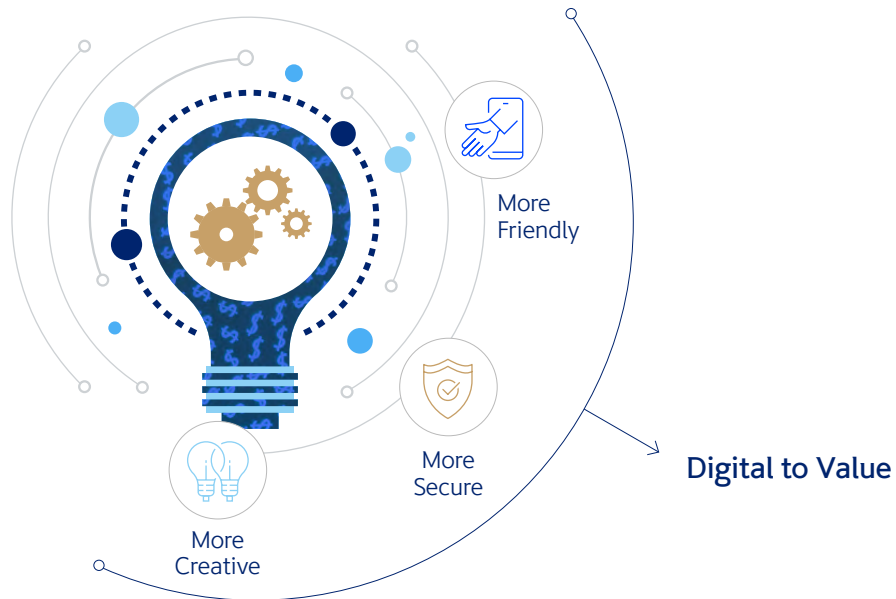 More
Friendly
More
Secure
Digital to Value
More
Creative